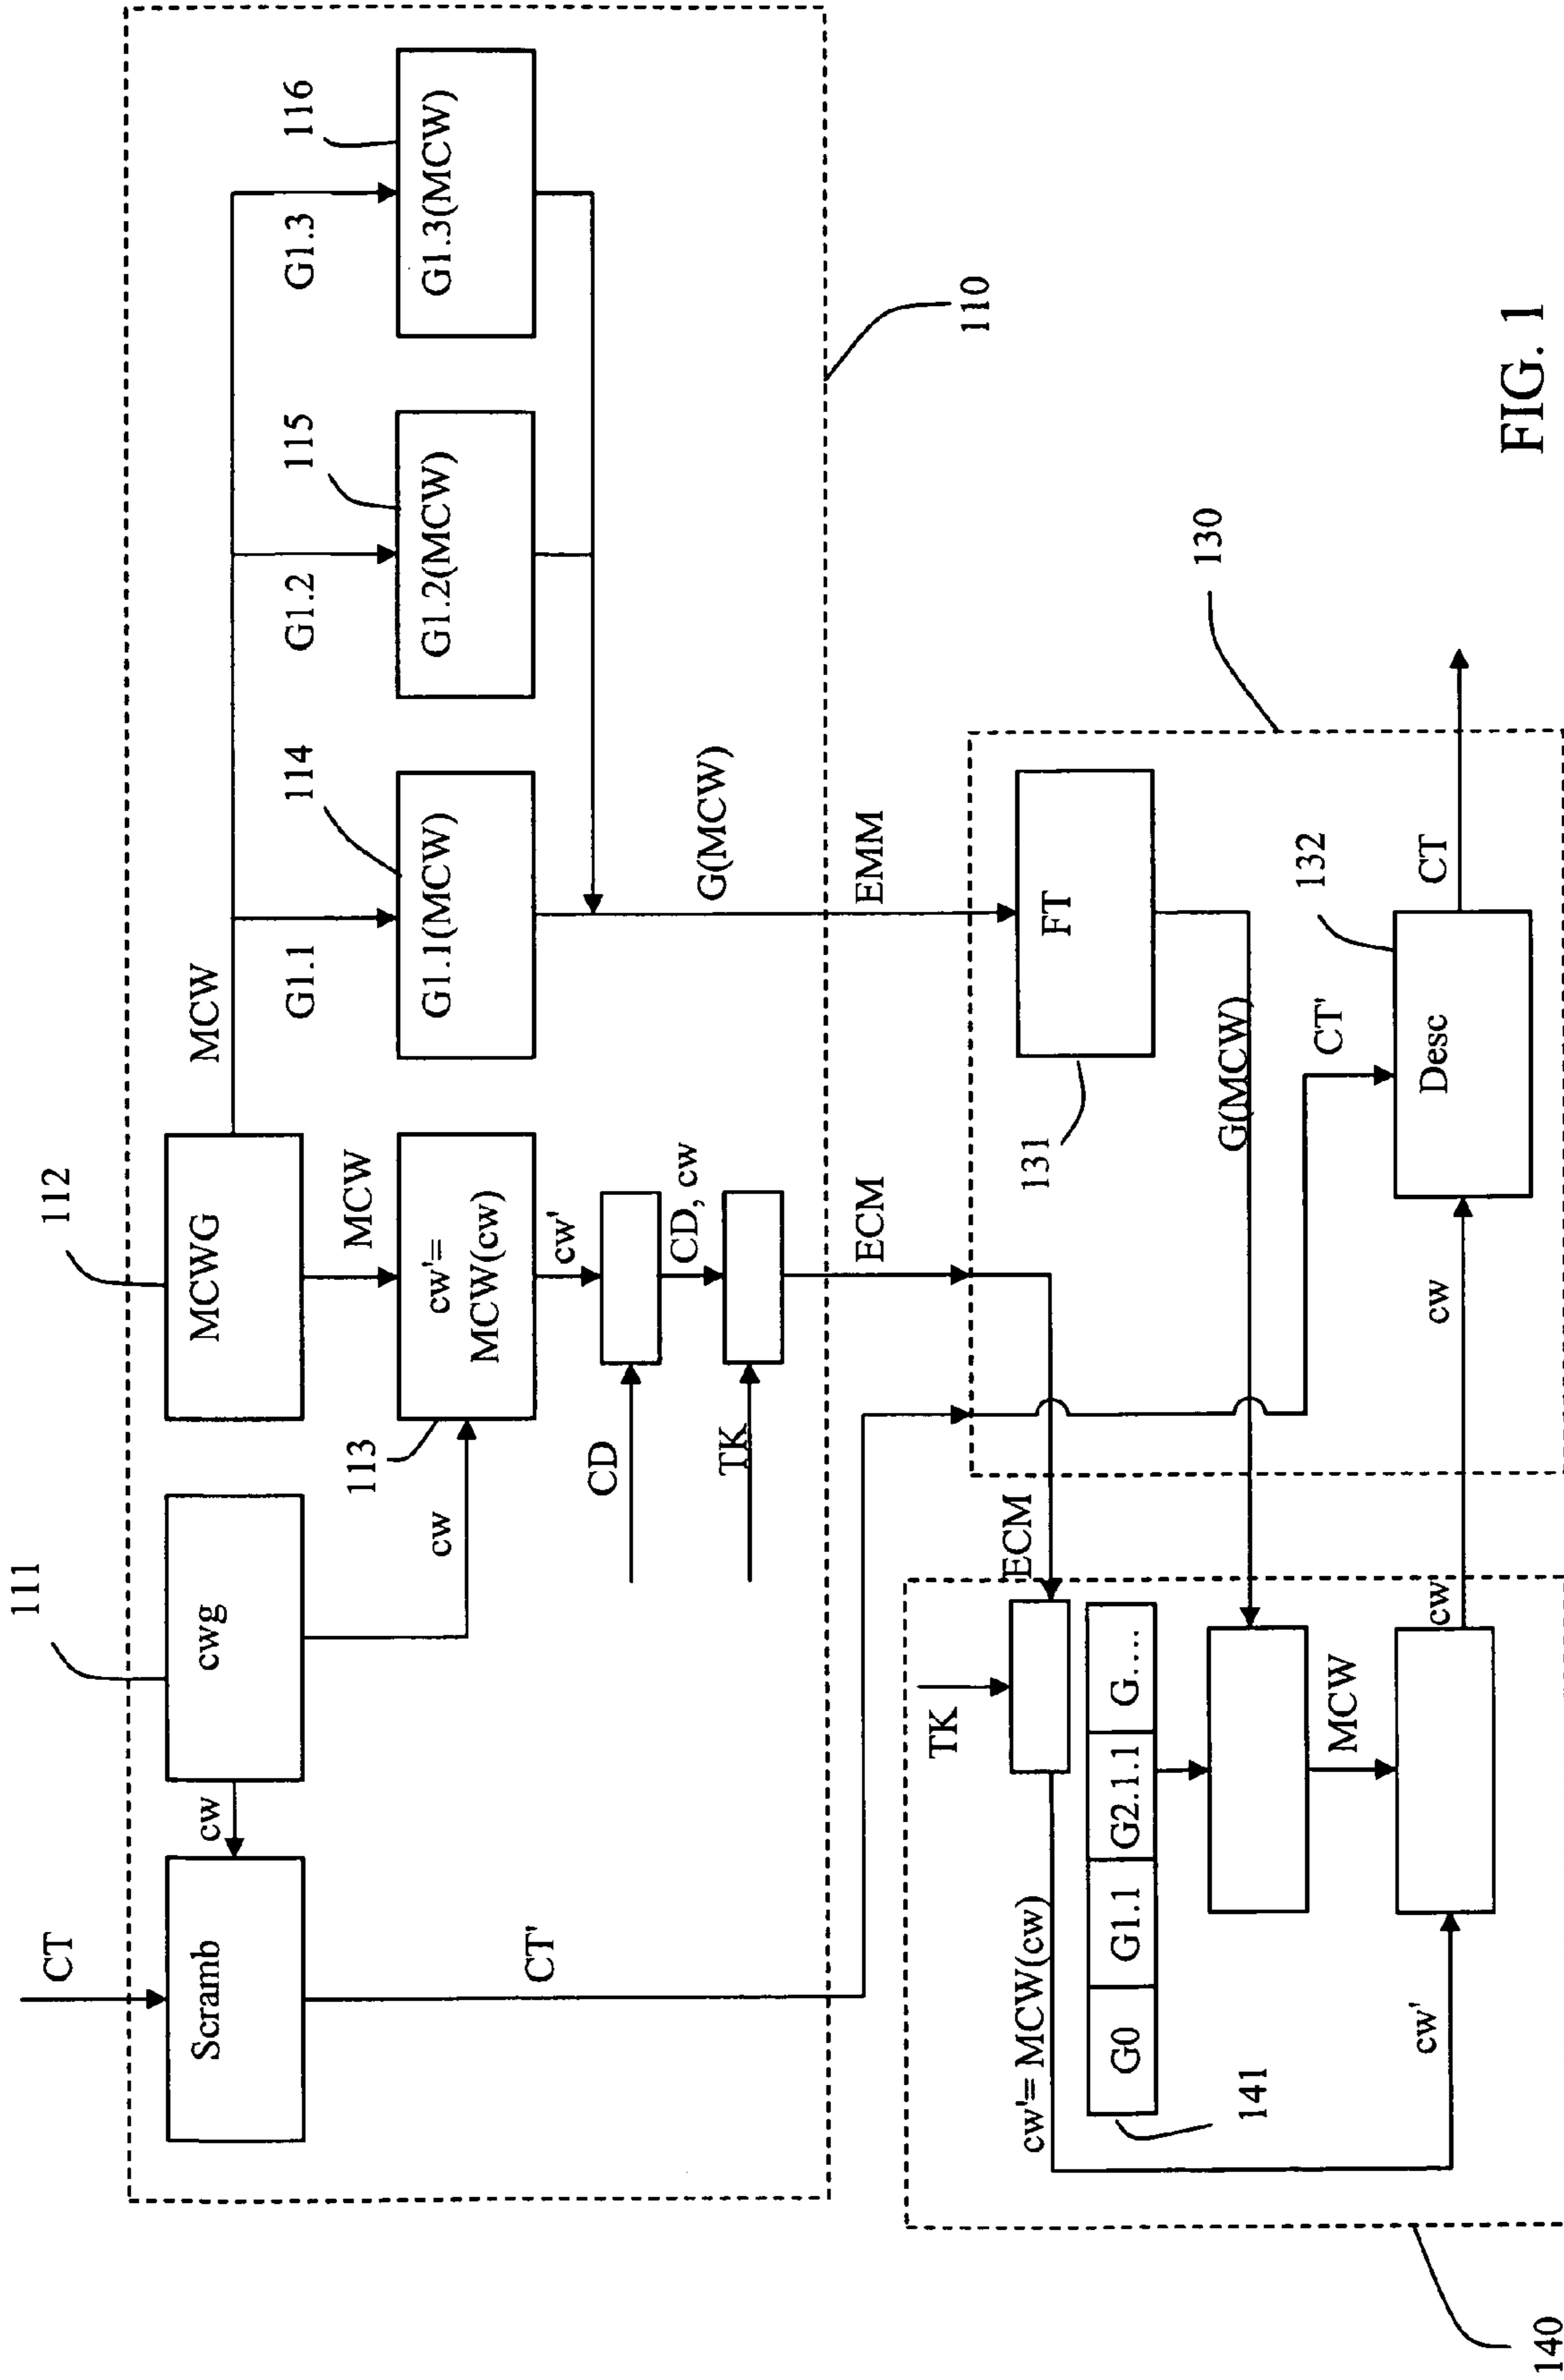 CT
111
112
Scramb
cw
cwg
MCWG
MCW
cw
113
MCW
cw'=
MCW(cw)
G1.1
G1.2
G1.3
114
115
116
G1.1(MCW)
G1.2(MCW)
G1.3(MCW)
cw'
CD
CD, cw
TK
CT'
G(MCW)
110
ECM
EMM
130
TK
ECM
131
FT
cw'= MCW(cw)
G0
G1.1
G2.1.1
G....
141
G(MCW)
CT'
132
MCW
Desc
CT
cw'
cw
cw
140
FIG. 1